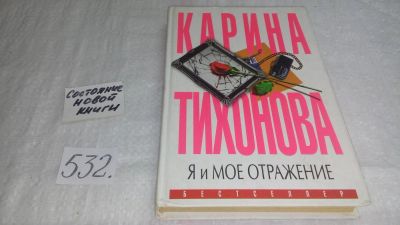 Состояние
новой
книги
532.
КАРИНА
ТИХОНОВА
Я и МОЕ ОТРАЖЕНИЕ
БЕСТСЕЛЛЕР